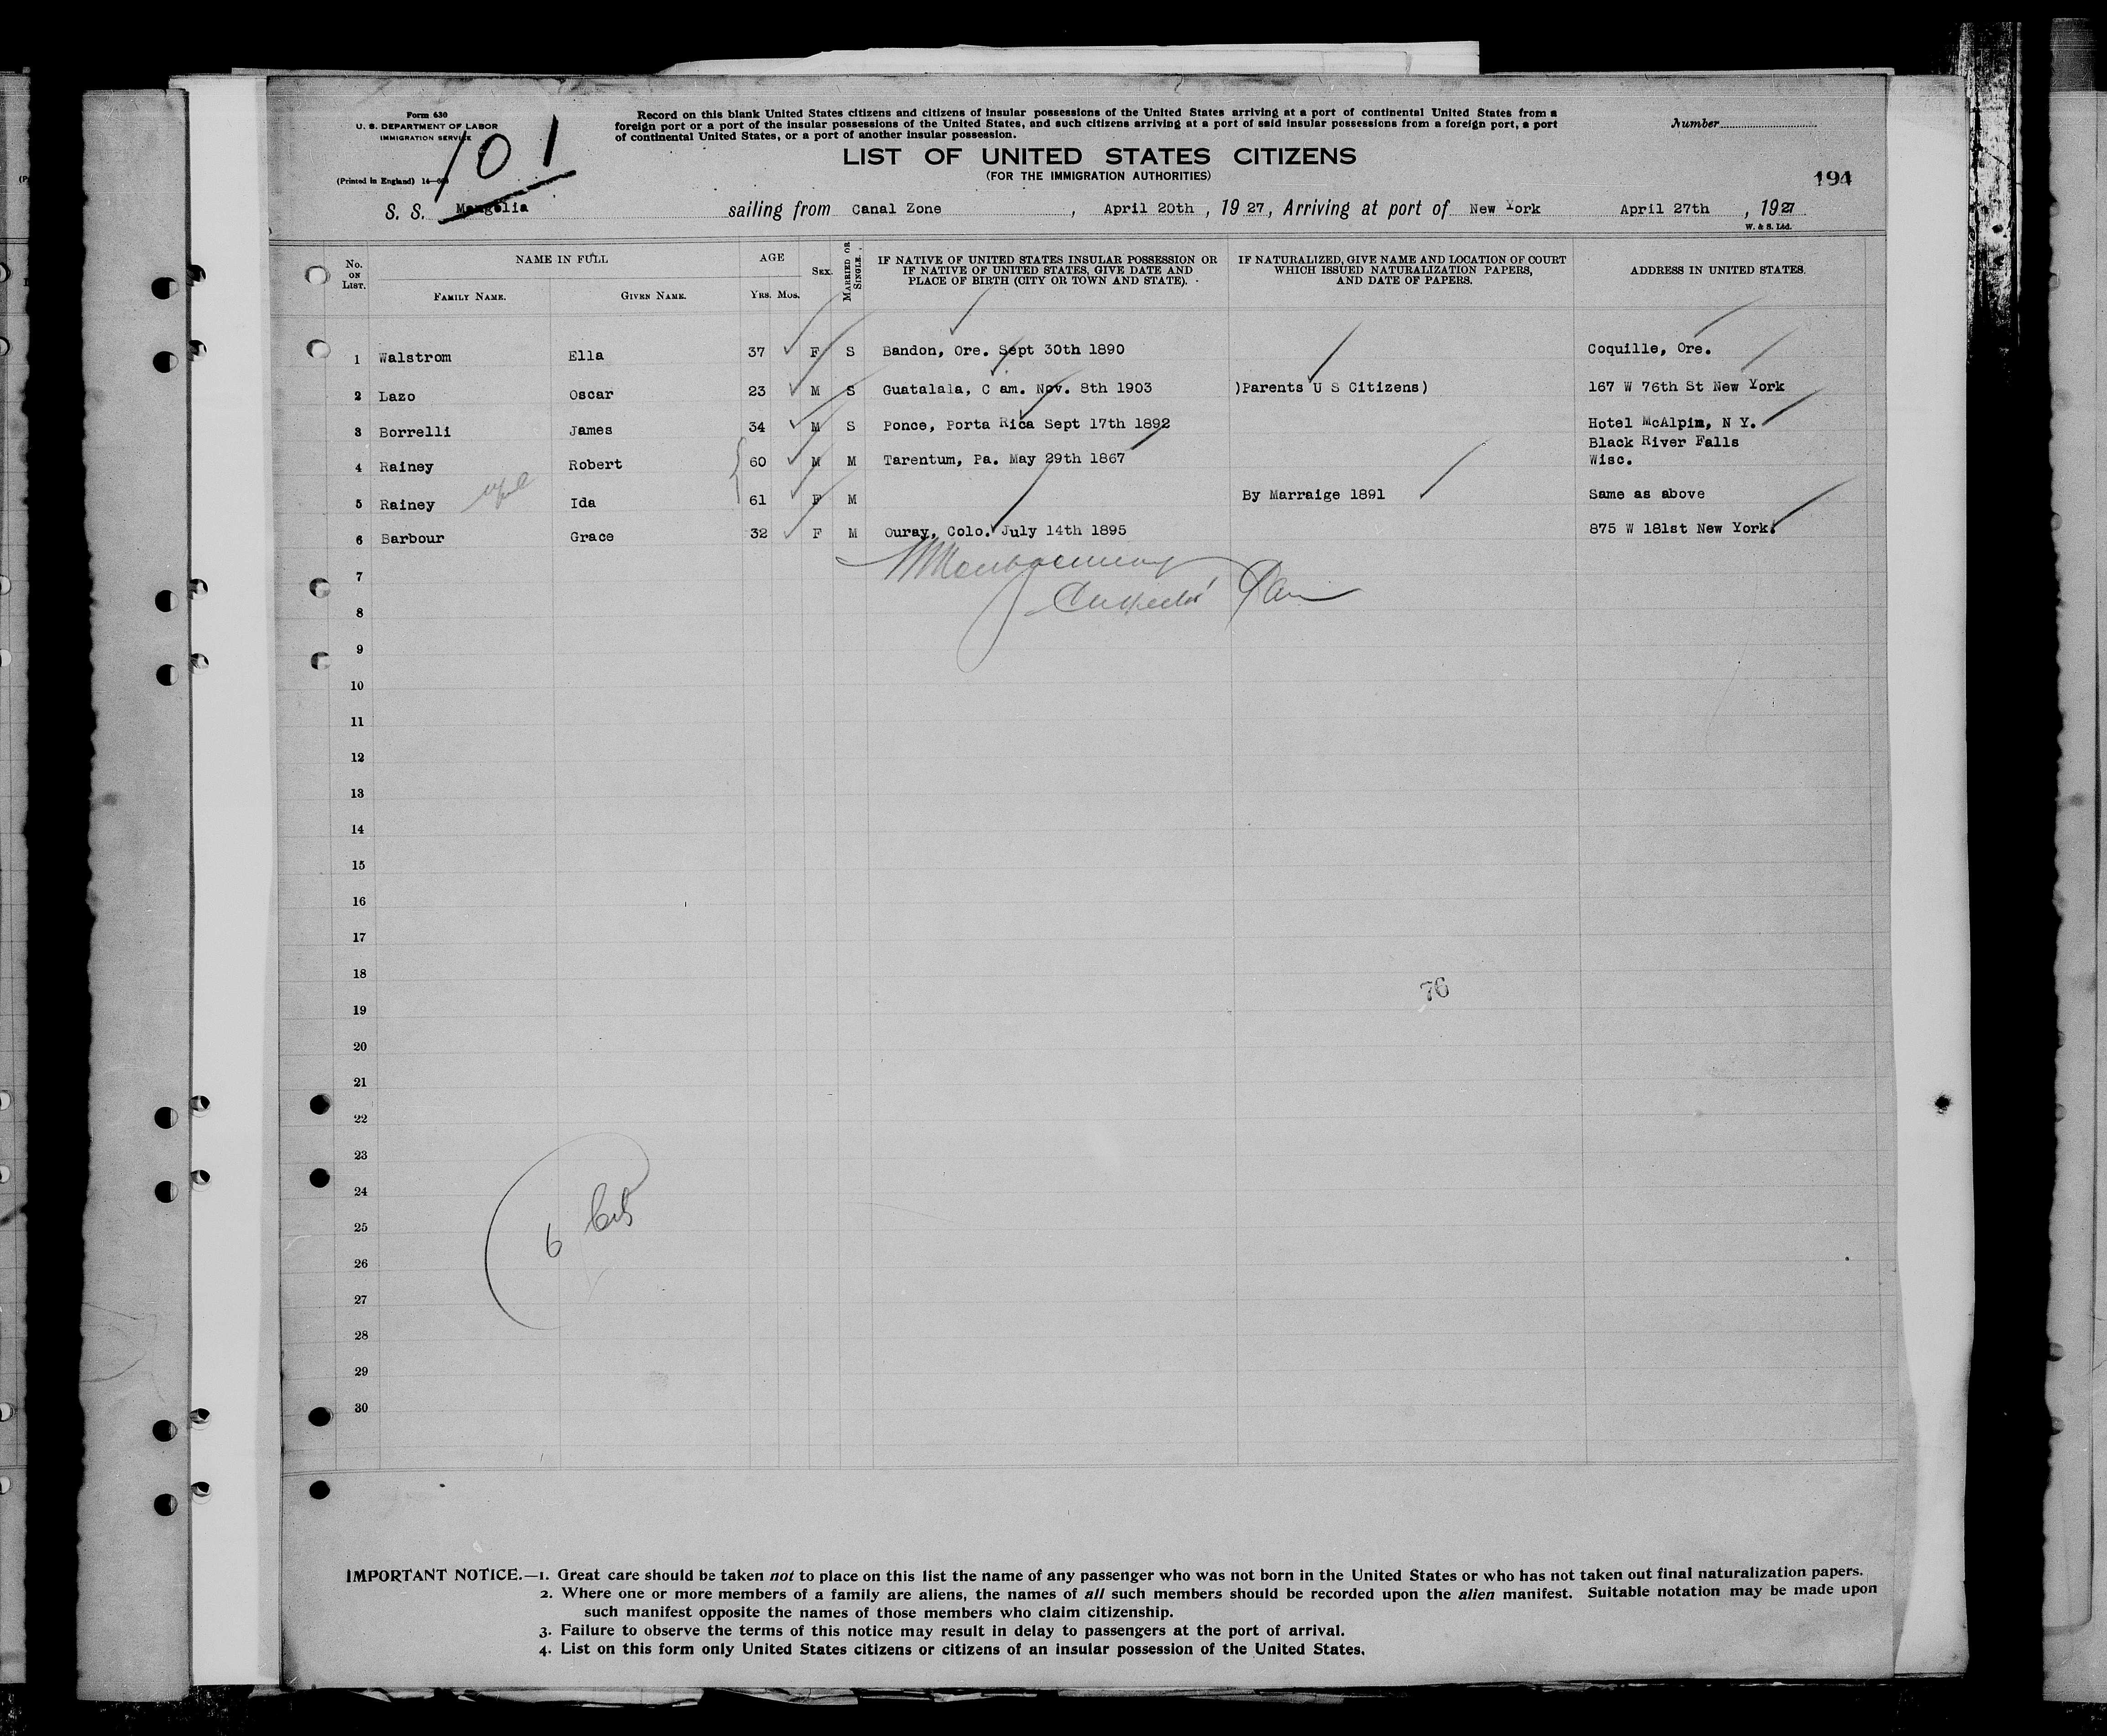 Form 630
U. S. DEPARTMENT OF LABOR
IMMIGRATION SERVICE
(Printed in England) 14—
101
Record on this blank United States citizens and citizens of insular possessions of the United States arriving at a port of continental United States from a
foreign port or a port of the insular possessions of the United States, and such citizens arriving at a port of said insular possessions from a foreign port, a port
of continental United States, or a port of another insular possession.
Number
LIST OF UNITED STATES CITIZENS
(FOR THE IMMIGRATION AUTHORITIES)
194
S. S. Mongolia sailing from Canal Zone , April 20th , 19 27, Arriving at port of New York April 27th , 19 27
W. & S. Ltd.
No. ON LIST. NAME IN FULL AGE SEX. MARRIED OR SINGLE. IF NATIVE OF UNITED STATES INSULAR POSSESSION OR IF NATIVE OF UNITED STATES, GIVE DATE AND PLACE OF BIRTH (CITY OR TOWN AND STATE). IF NATURALIZED, GIVE NAME AND LOCATION OF COURT WHICH ISSUED NATURALIZATION PAPERS, AND DATE OF PAPERS. ADDRESS IN UNITED STATES.
FAMILY NAME. GIVEN NAME. YRS. MOS.
1 Walstrom Ella 37 F S Bandon, Ore. Sept 30th 1890 Coquille, Ore.
2 Lazo Oscar 23 M S Guatalala, C am. Nov. 8th 1903 )Parents U S Citizens) 167 W 76th St New York
3 Borrelli James 34 M S Ponce, Porta Rica Sept 17th 1892 Hotel McAlpin, N Y.
4 Rainey Robert 60 M M Tarentum, Pa. May 29th 1867 Black River Falls Wisc.
5 Rainey wife Ida 61 F M By Marraige 1891 Same as above
6 Barbour Grace 32 F M Ouray, Colo. July 14th 1895 875 W 181st New York.
7
8
9
10
11
12
13
14
15
16
17
18
76
19
20
21
22
23
24
25
6
26
27
28
29
30
IMPORTANT NOTICE.—1. Great care should be taken not to place on this list the name of any passenger who was not born in the United States or who has not taken out final naturalization papers.
2. Where one or more members of a family are aliens, the names of all such members should be recorded upon the alien manifest. Suitable notation may be made upon
such manifest opposite the names of those members who claim citizenship.
3. Failure to observe the terms of this notice may result in delay to passengers at the port of arrival.
4. List on this form only United States citizens or citizens of an insular possession of the United States.